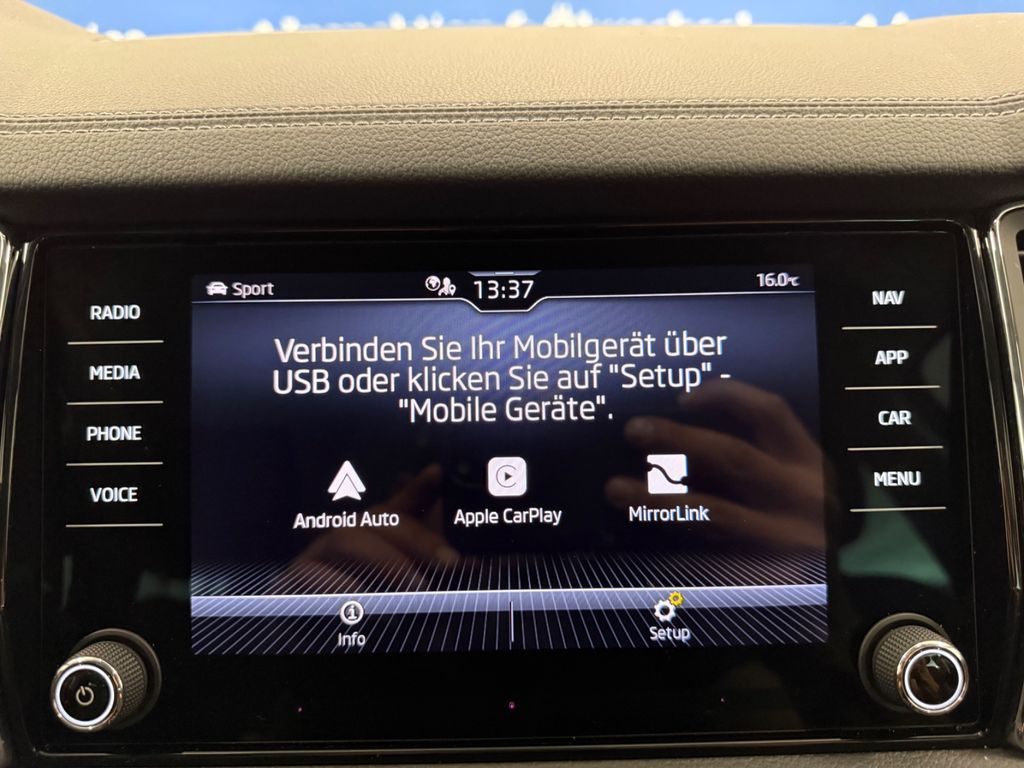 Sport
13:37
16.0°C
RADIO
MEDIA
PHONE
VOICE
Verbinden Sie Ihr Mobilgerät über
USB oder klicken Sie auf "Setup" -
"Mobile Geräte".
Android Auto
Apple CarPlay
MirrorLink
Info
Setup
NAV
APP
CAR
MENU